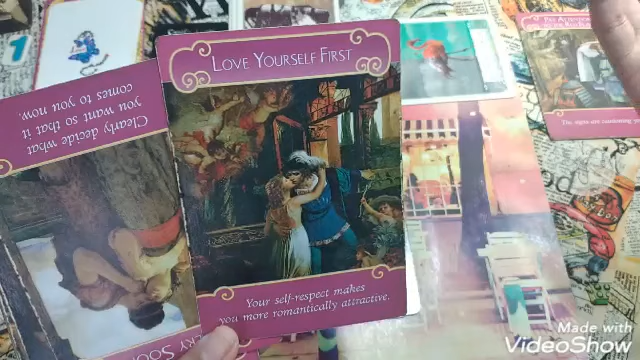 LOVE YOURSELF FIRST
Your self-respect makes
you more romantically attractive.
Clearly decide what
you want so that it
comes to you now.
The signs are
Made with
VideoShow